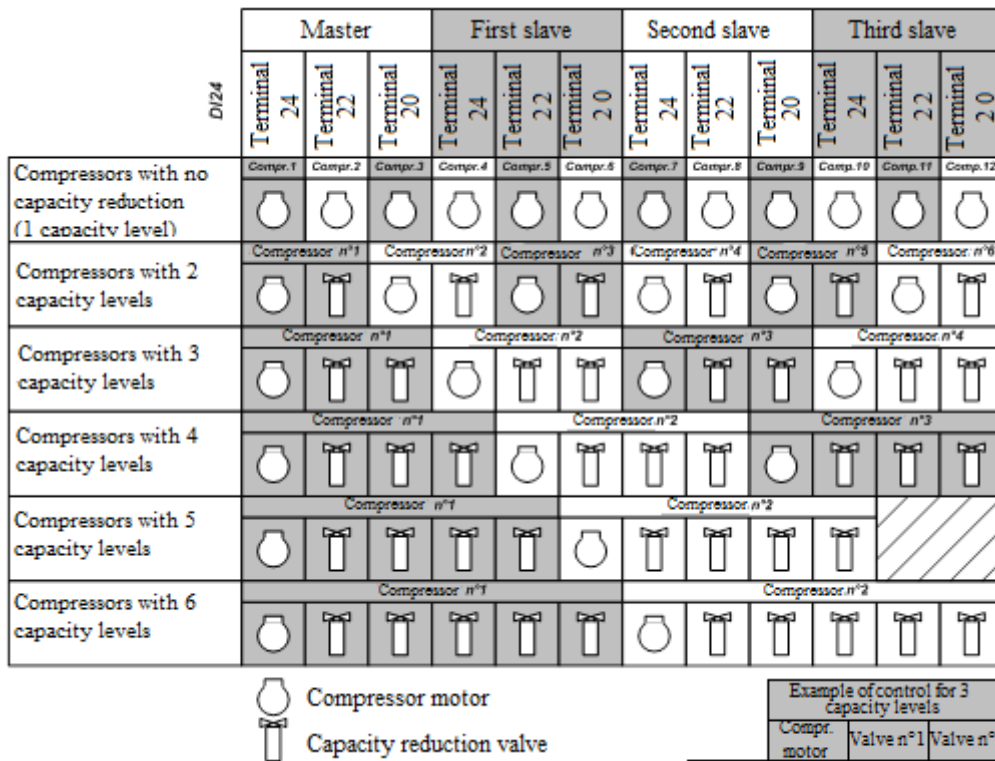 Master First slave Second slave Third slave
DI24 Terminal 24 Terminal 22 Terminal 20 Terminal 24 Terminal 22 Terminal 20 Terminal 24 Terminal 22 Terminal 20 Terminal 24 Terminal 22 Terminal 20
Compressors with no
capacity reduction
(1 capacity level)
Compr.1 Compr.2 Compr.3 Compr.4 Compr.5 Compr.6 Compr.7 Compr.8 Compr.9 Comp.10 Comp.11 Comp.12
Compressors with 2
capacity levels
Compressor n°1 Compressor n°2 Compressor n°3 Compressor n°4 Compressor n°5 Compressor n°6
Compressors with 3
capacity levels
Compressor n°1 Compressor n°2 Compressor n°3 Compressor n°4
Compressors with 4
capacity levels
Compressor n°1 Compressor n°2 Compressor n°3
Compressors with 5
capacity levels
Compressor n°1 Compressor n°2
Compressors with 6
capacity levels
Compressor n°1 Compressor n°2
Compressor motor
Capacity reduction valve
Example of control for 3
capacity levels
Compr.
motor
Valve n°1 Valve n°